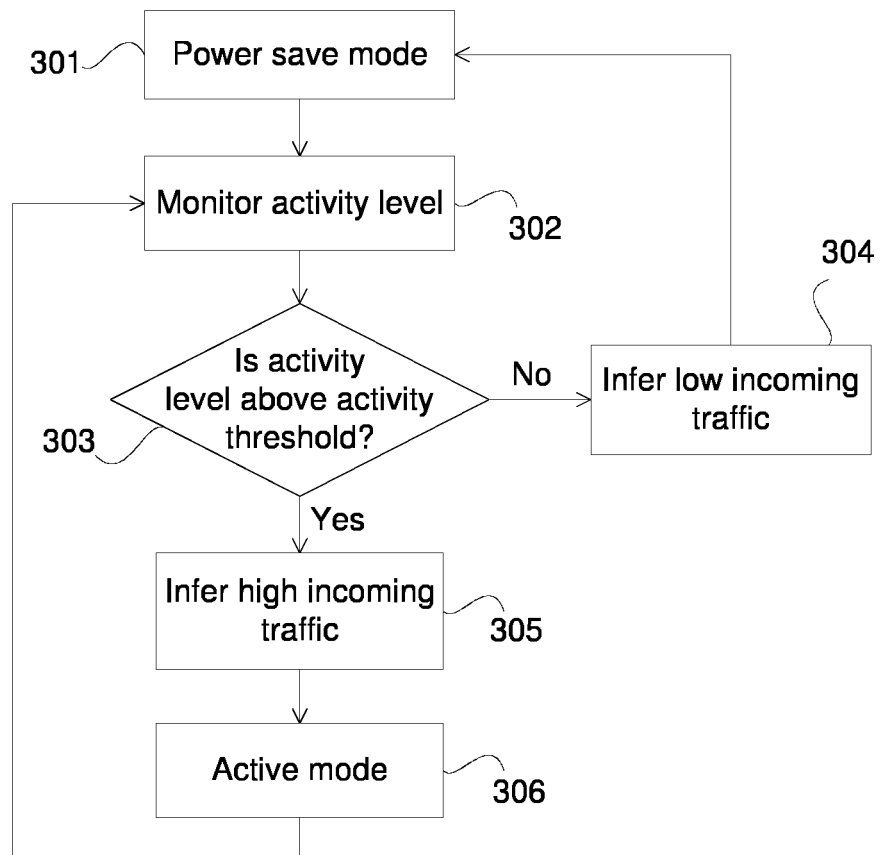 301
Power save mode
Monitor activity level
302
304
Is activity
level above activity
threshold?
303
No
Infer low incoming
traffic
Yes
Infer high incoming
traffic
305
Active mode
306